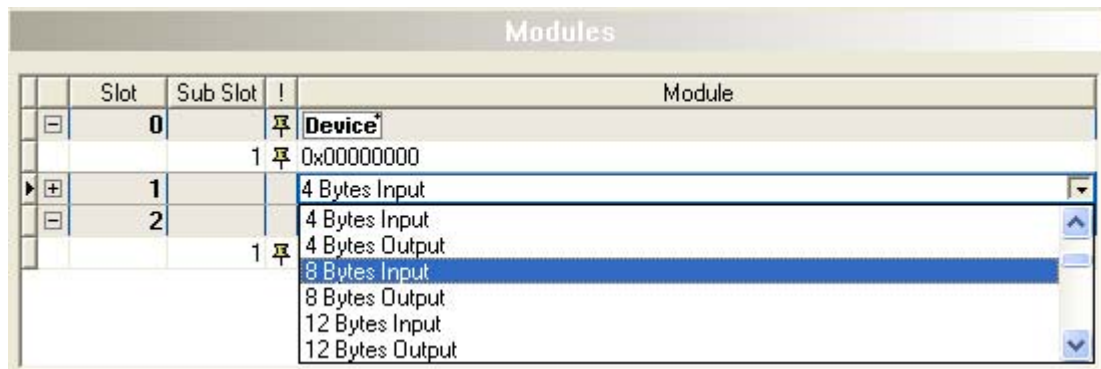 Modules
Slot Sub Slot ! Module
0 Device*
1 0x00000000
1 4 Bytes Input
2 4 Bytes Input
1 4 Bytes Output
8 Bytes Input
8 Bytes Output
12 Bytes Input
12 Bytes Output